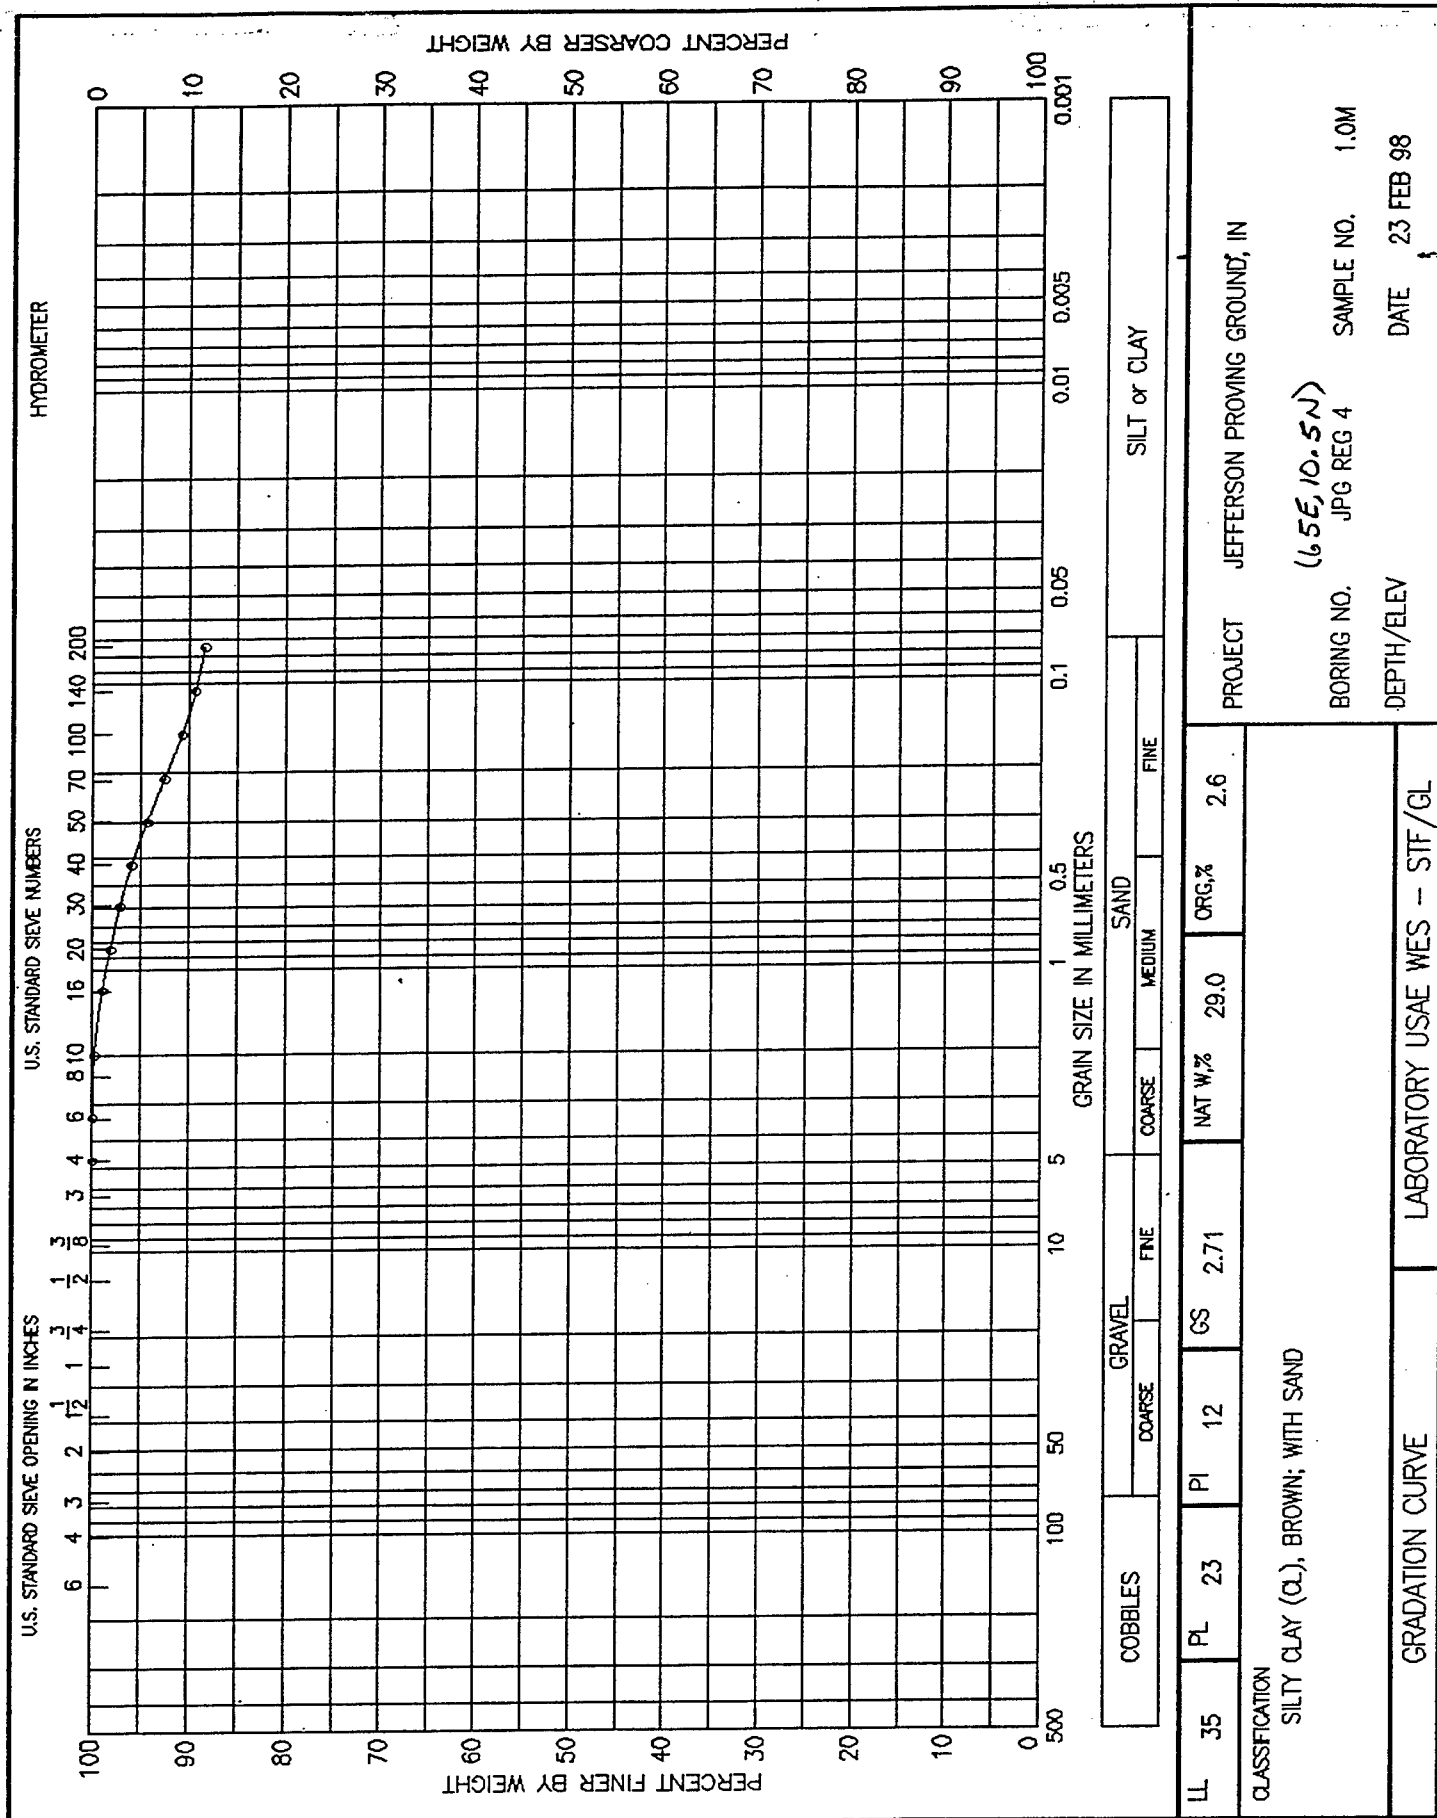 U.S. STANDARD SIEVE OPENING IN INCHES U.S. STANDARD SIEVE NUMBERS HYDROMETER
6 4 3 2 1½ 1 ¾ ½ ⅜ 3 4 6 8 10 16 20 30 40 50 70 100 140 200
PERCENT FINER BY WEIGHT
100
90
80
70
60
50
40
30
20
10
0
PERCENT COARSER BY WEIGHT
0
10
20
30
40
50
60
70
80
90
100
500 100 50 10 5 1 0.5 0.1 0.05 0.01 0.005 0.001
GRAIN SIZE IN MILLIMETERS
COBBLES GRAVEL SAND SILT or CLAY
COARSE FINE COARSE MEDIUM FINE
LL 35 PL 23 PI 12 GS 2.71 NAT W,% 29.0 ORG,% 2.6
CLASSIFICATION
SILTY CLAY (CL), BROWN; WITH SAND
PROJECT JEFFERSON PROVING GROUND, IN
(65E, 10.5N)
BORING NO. JPG REG 4 SAMPLE NO. 1.0M
DEPTH/ELEV DATE 23 FEB 98
GRADATION CURVE LABORATORY USAE WES - STF/GL